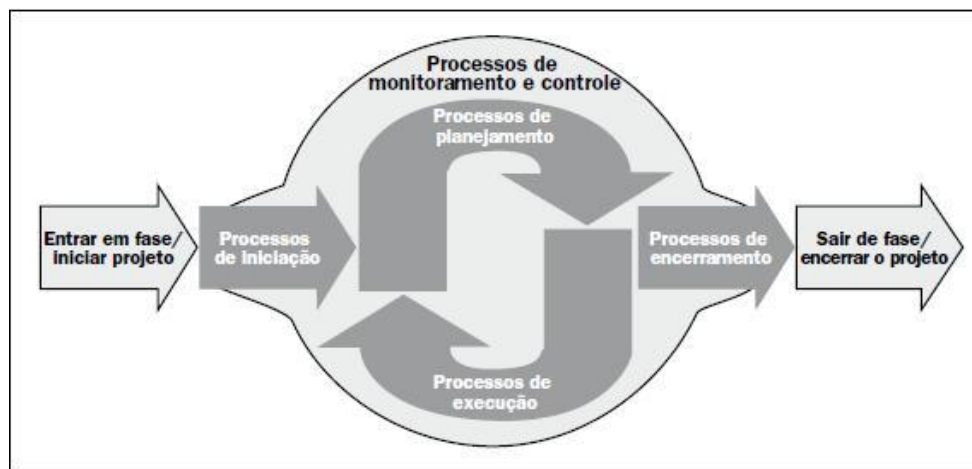 Processos de
monitoramento e controle
Processos de
planejamento
Entrar em fase/
iniciar projeto
Processos
de iniciação
Processos de
encerramento
Sair de fase/
encerrar o projeto
Processos de
execução